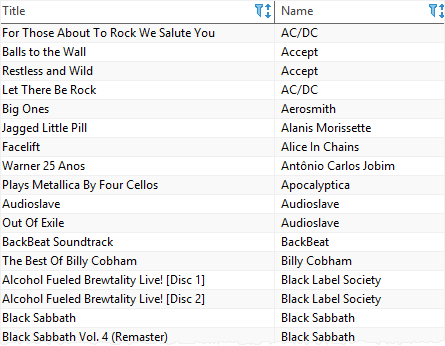 Title Name
For Those About To Rock We Salute You AC/DC
Balls to the Wall Accept
Restless and Wild Accept
Let There Be Rock AC/DC
Big Ones Aerosmith
Jagged Little Pill Alanis Morissette
Facelift Alice In Chains
Warner 25 Anos Antônio Carlos Jobim
Plays Metallica By Four Cellos Apocalyptica
Audioslave Audioslave
Out Of Exile Audioslave
BackBeat Soundtrack BackBeat
The Best Of Billy Cobham Billy Cobham
Alcohol Fueled Brewtality Live! [Disc 1] Black Label Society
Alcohol Fueled Brewtality Live! [Disc 2] Black Label Society
Black Sabbath Black Sabbath
Black Sabbath Vol. 4 (Remaster) Black Sabbath